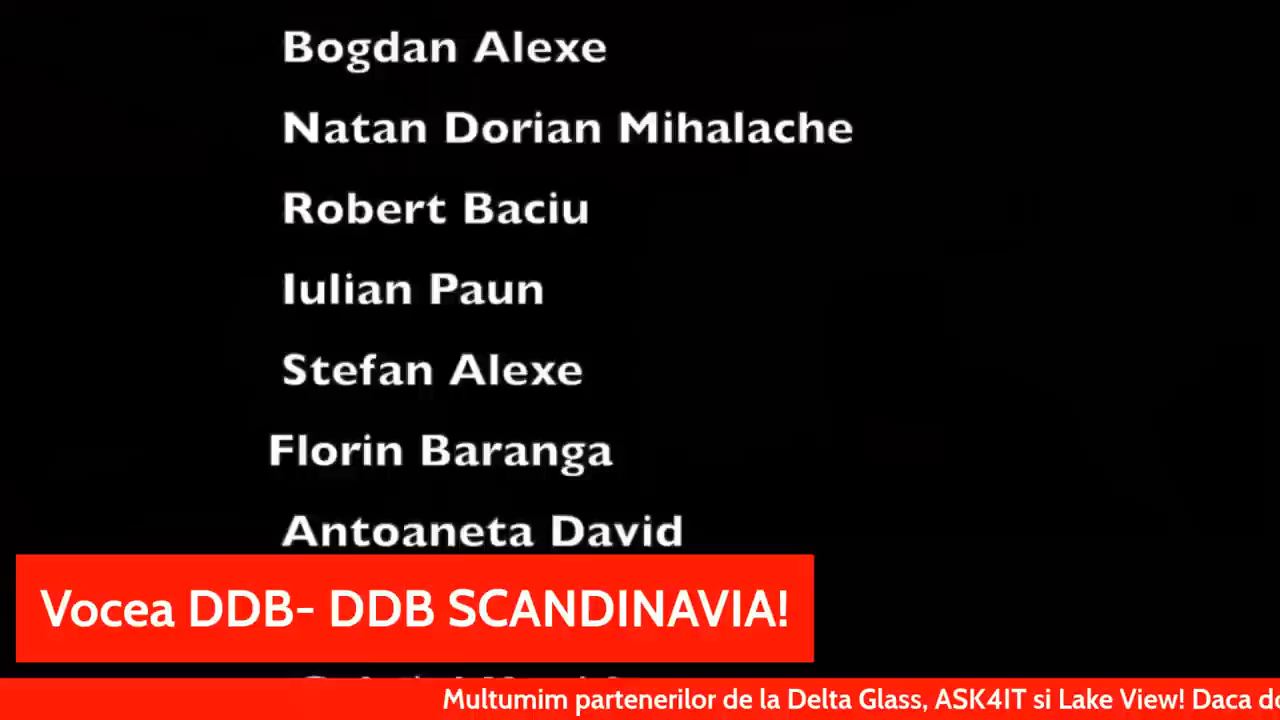 Bogdan Alexe
Natan Dorian Mihalache
Robert Baciu
Iulian Paun
Stefan Alexe
Florin Baranga
Antoaneta David
Vocea DDB- DDB SCANDINAVIA!
Multumim partenerilor de la Delta Glass, ASK4IT si Lake View! Daca